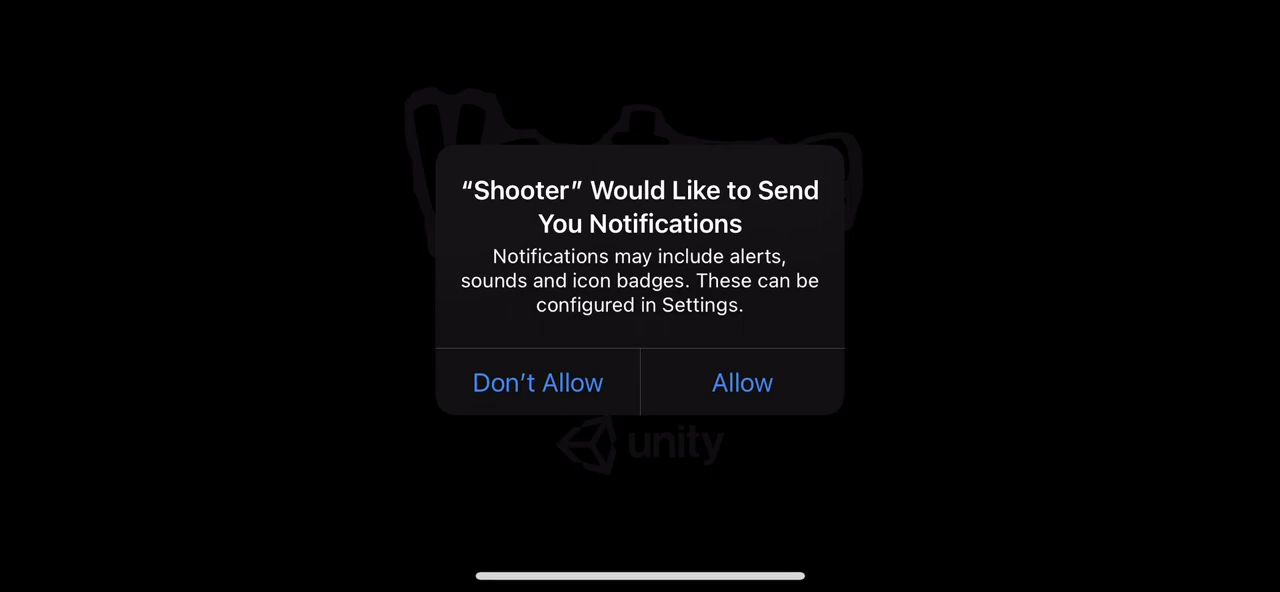 “Shooter” Would Like to Send
You Notifications
Notifications may include alerts,
sounds and icon badges. These can be
configured in Settings.
Don’t Allow
Allow
unity